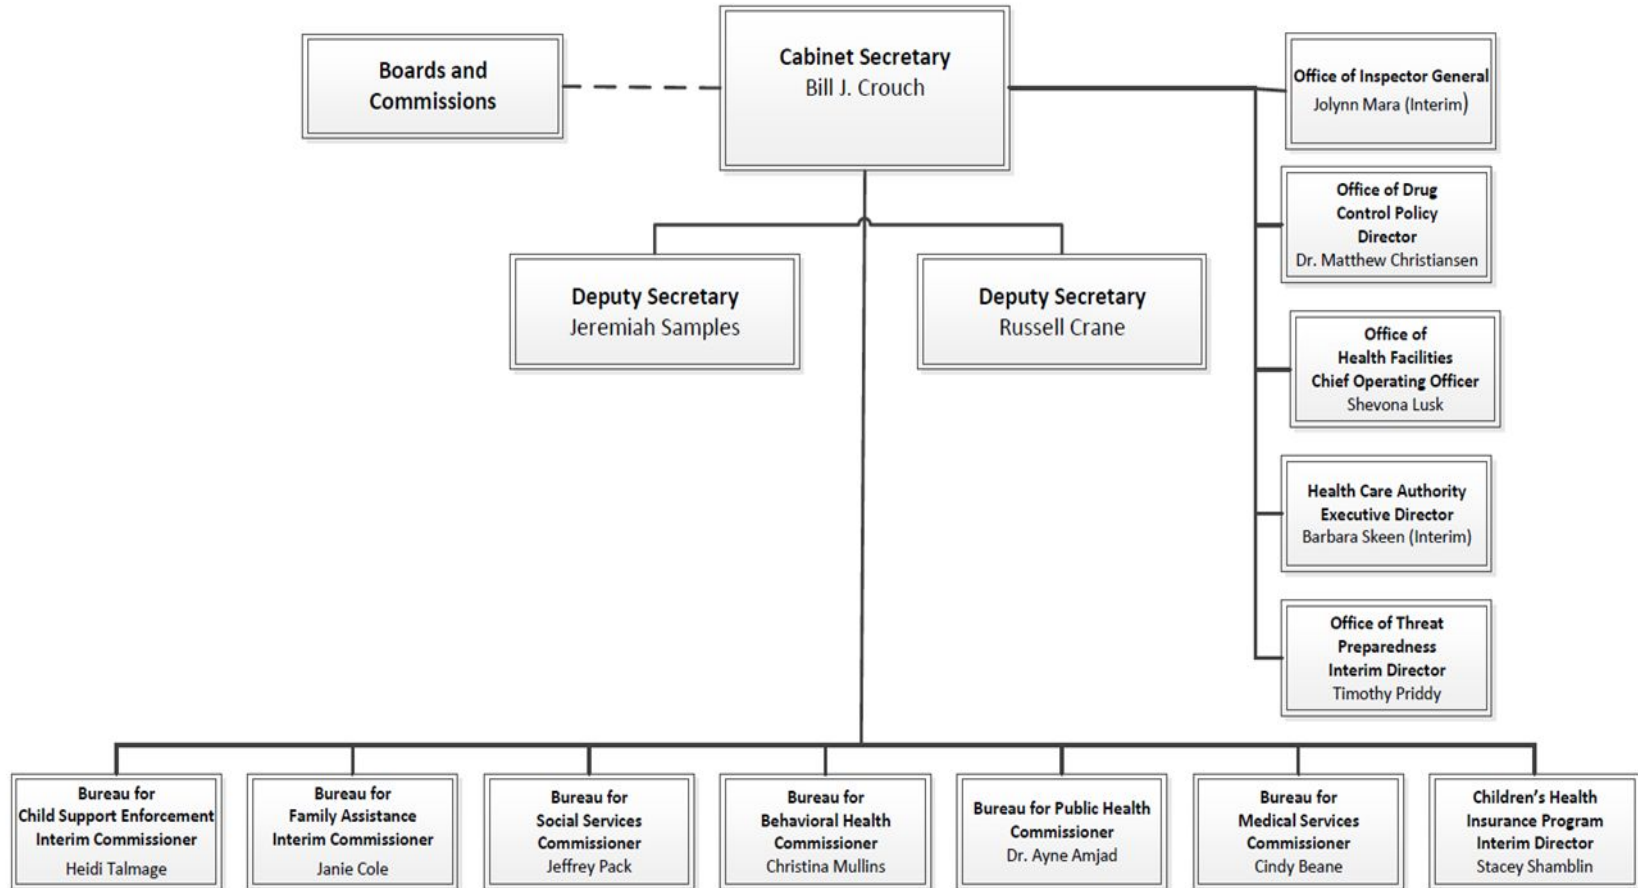 Boards and
Commissions
Cabinet Secretary
Bill J. Crouch
Office of Inspector General
Jolynn Mara (Interim)
Office of Drug
Control Policy
Director
Dr. Matthew Christiansen
Deputy Secretary
Jeremiah Samples
Deputy Secretary
Russell Crane
Office of
Health Facilities
Chief Operating Officer
Shevona Lusk
Health Care Authority
Executive Director
Barbara Skeen (Interim)
Office of Threat
Preparedness
Interim Director
Timothy Priddy
Bureau for
Child Support Enforcement
Interim Commissioner
Heidi Talmage
Bureau for
Family Assistance
Interim Commissioner
Janie Cole
Bureau for
Social Services
Commissioner
Jeffrey Pack
Bureau for
Behavioral Health
Commissioner
Christina Mullins
Bureau for Public Health
Commissioner
Dr. Ayne Amjad
Bureau for
Medical Services
Commissioner
Cindy Beane
Children's Health
Insurance Program
Interim Director
Stacey Shamblin